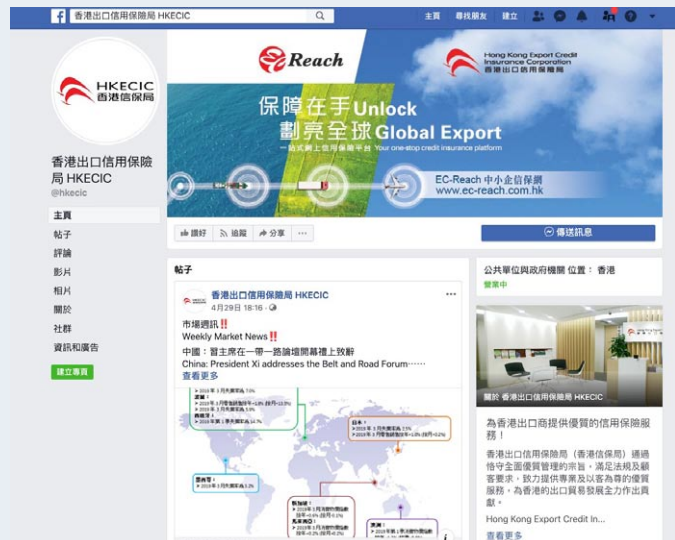 香港出口信用保險局 HKECIC
主頁 尋找朋友 建立
HKECIC
香港信保局
Reach
Hong Kong Export Credit
Insurance Corporation
香港出口信用保險局
保障在手Unlock
劃亮全球Global Export
一站式網上信用保險平台 Your one-stop credit insurance platform
EC-Reach 中小企信保網
www.ec-reach.com.hk
香港出口信用保險
局 HKECIC
@hkecic
主頁
帖子
評論
影片
相片
關於
社群
資訊和廣告
建立專頁
讚好 追蹤 分享
傳送訊息
帖子
香港出口信用保險局 HKECIC
4月29日 18:16
市場週訊‼
Weekly Market News‼
中國：習主席在一帶一路論壇開幕禮上致辭
China: President Xi addresses the Belt and Road Forum……
查看更多
公共單位與政府機關 位置： 香港
營業中
關於 香港出口信用保險局 HKECIC
為香港出口商提供優質的信用保險服
務！
香港出口信用保險局（香港信保局）通過
恪守全面優質管理的宗旨，滿足法規及顧
客要求，致力提供專業及以客為尊的優質
服務，為香港的出口貿易發展全力作出貢
獻。
Hong Kong Export Credit In...
查看更多